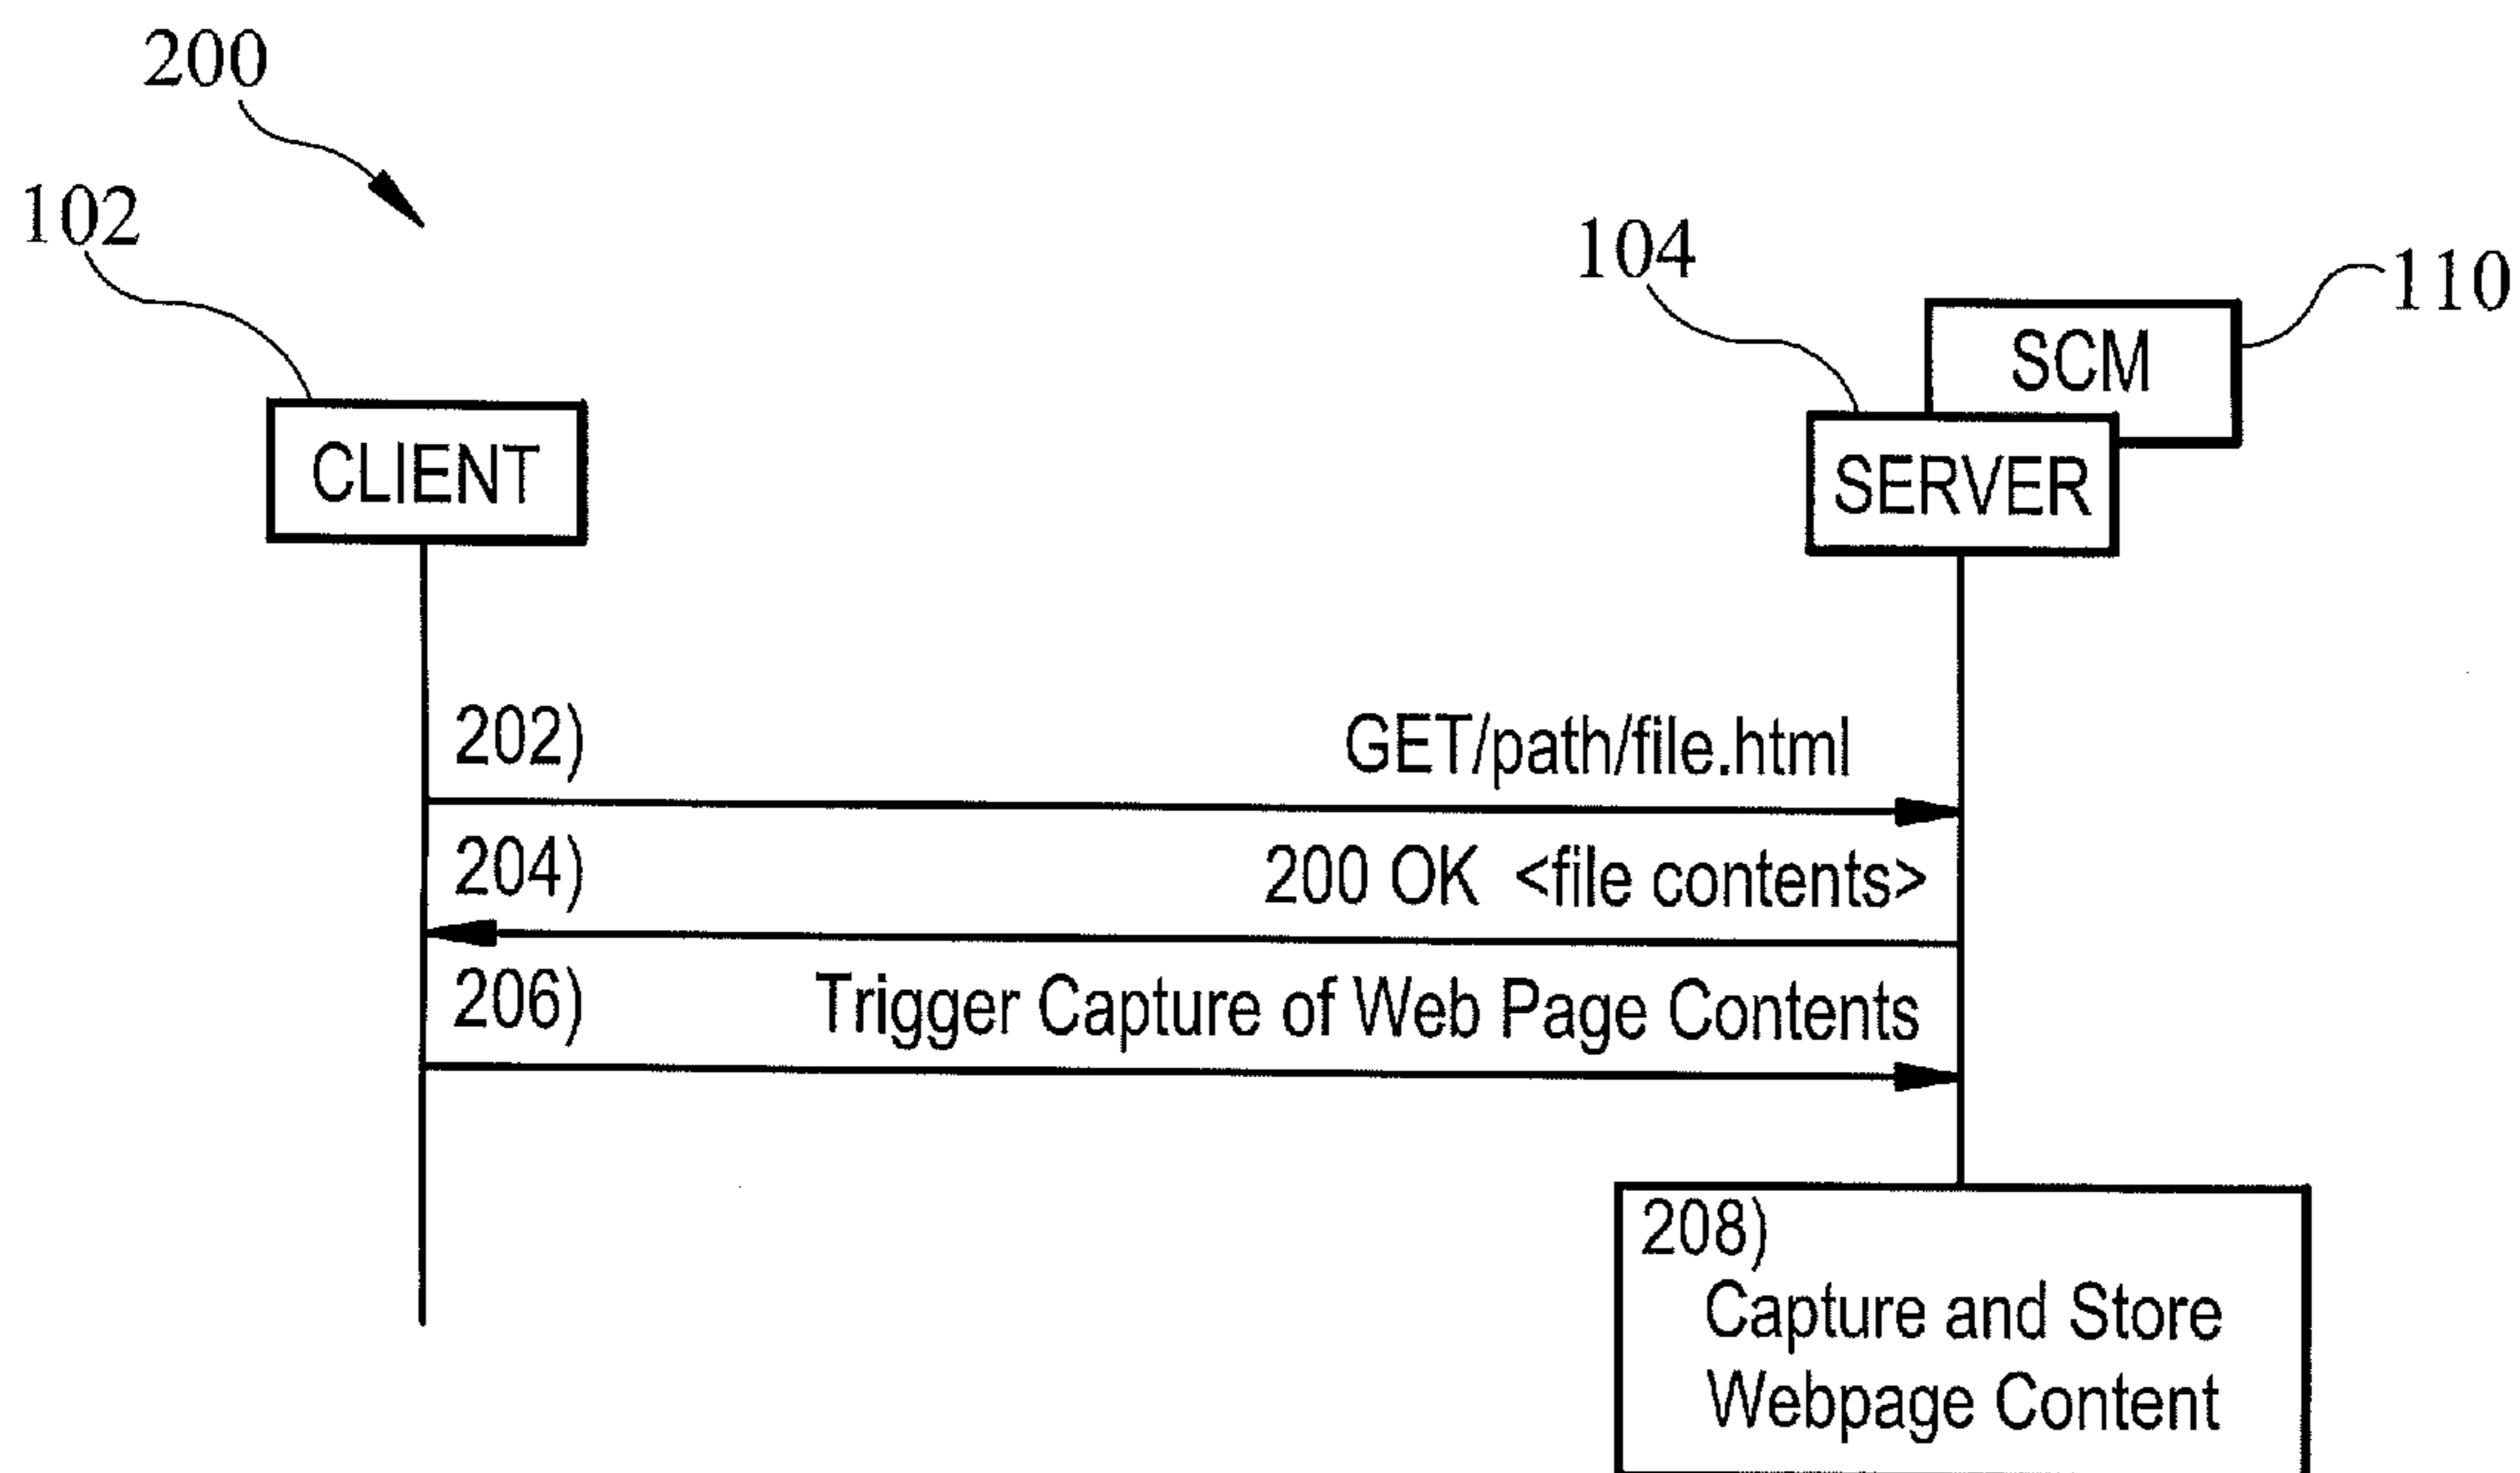 200
102
104
110
SCM
CLIENT
SERVER
202)
GET/path/file.html
204)
200 OK <file contents>
206)
Trigger Capture of Web Page Contents
208)
Capture and Store
Webpage Content